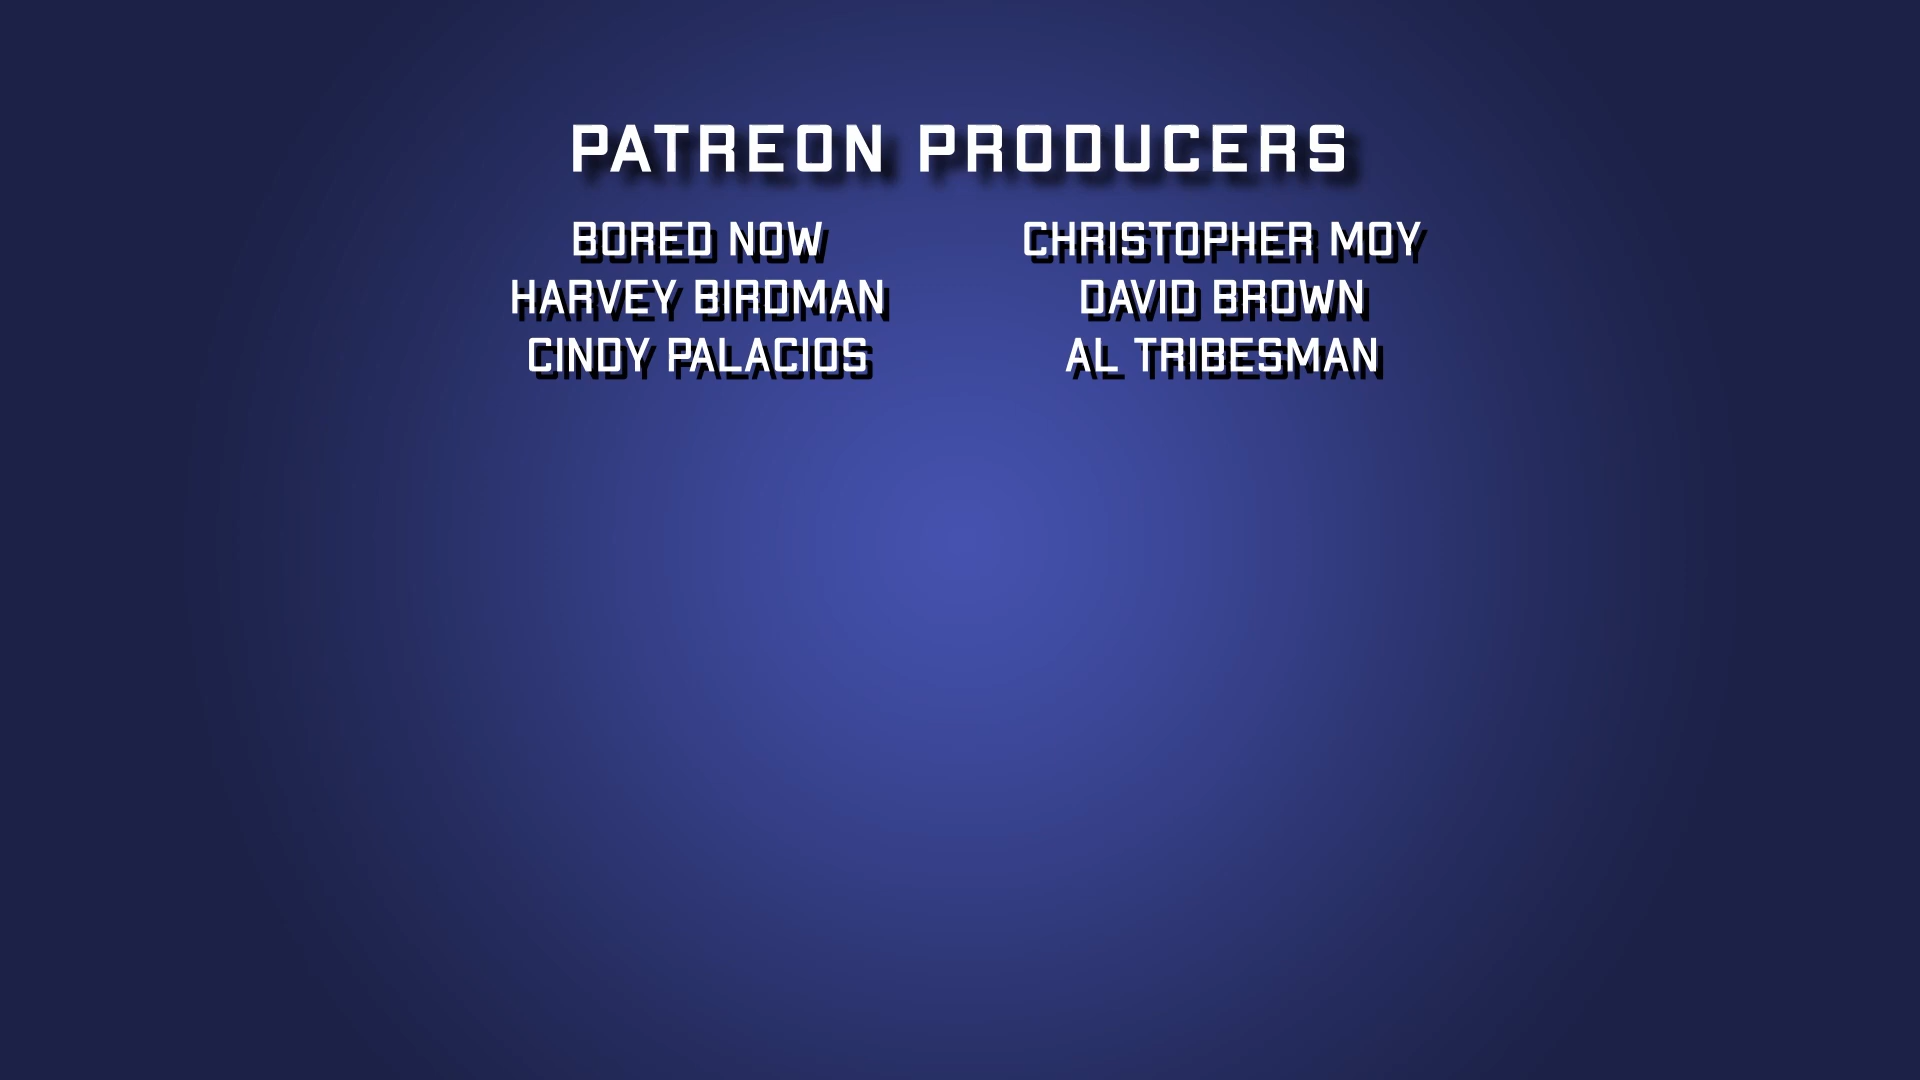 PATREON PRODUCERS
BORED NOW
HARVEY BIRDMAN
CINDY PALACIOS
CHRISTOPHER MOY
DAVID BROWN
AL TRIBESMAN